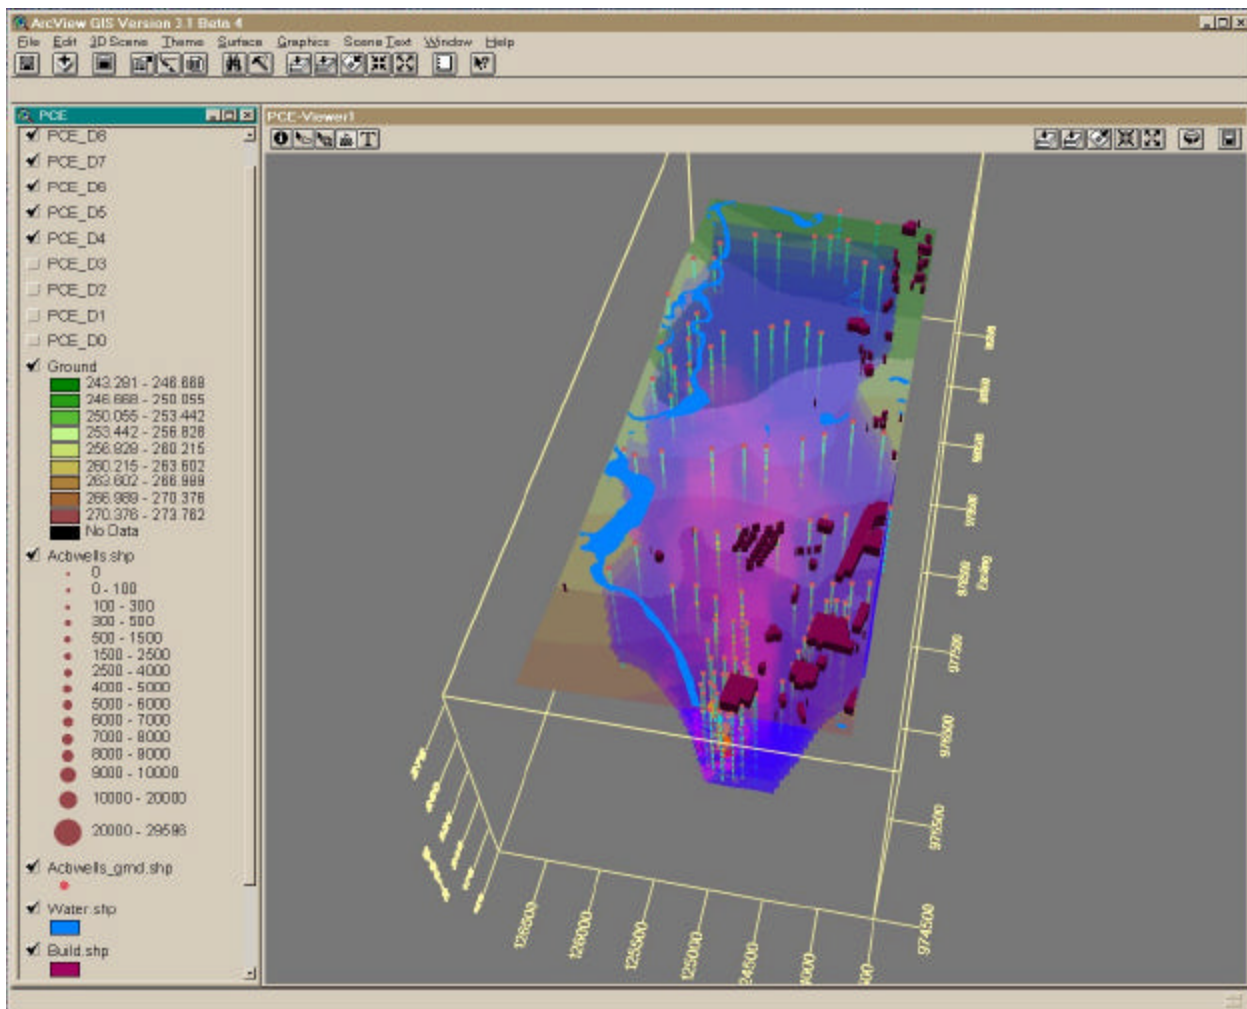 ArcView GIS Version 3.1 Beta 4
File Edit 3D Scene Theme Surface Graphics Scene Text Window Help
PCE
PCE_D8
PCE_D7
PCE_D6
PCE_D5
PCE_D4
PCE_D3
PCE_D2
PCE_D1
PCE_D0
Ground
243.281 - 246.668
246.668 - 250.055
250.055 - 253.442
253.442 - 256.828
256.828 - 260.215
260.215 - 263.602
263.602 - 266.989
266.989 - 270.376
270.376 - 273.762
No Data
Acbwells.shp
0
0 - 100
100 - 300
300 - 500
500 - 1500
1500 - 2500
2500 - 4000
4000 - 5000
5000 - 6000
6000 - 7000
7000 - 8000
8000 - 9000
9000 - 10000
10000 - 20000
20000 - 29596
Acbwells_grnd.shp
Water.shp
Build.shp
PCE-Viewer1
T
978500
Easting
977500
976500
975500
974500
126500
126000
125500
125000
24500